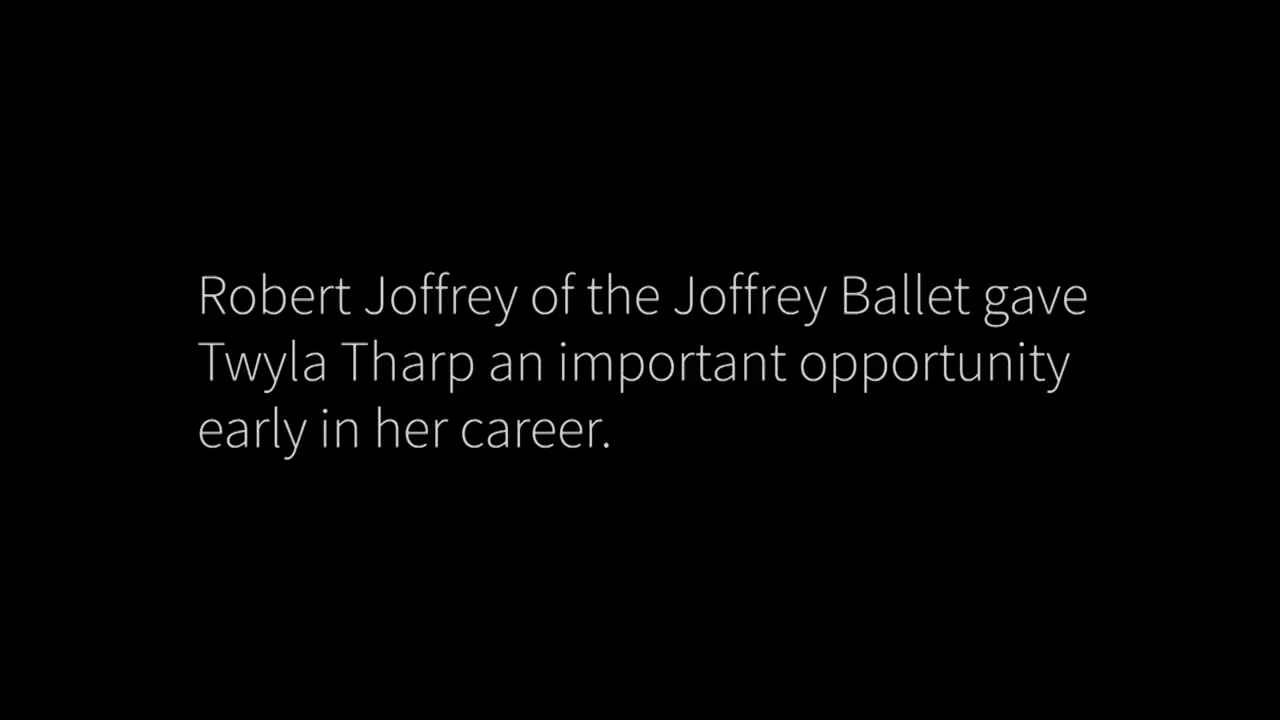 Robert Joffrey of the Joffrey Ballet gave
Twyla Tharp an important opportunity
early in her career.